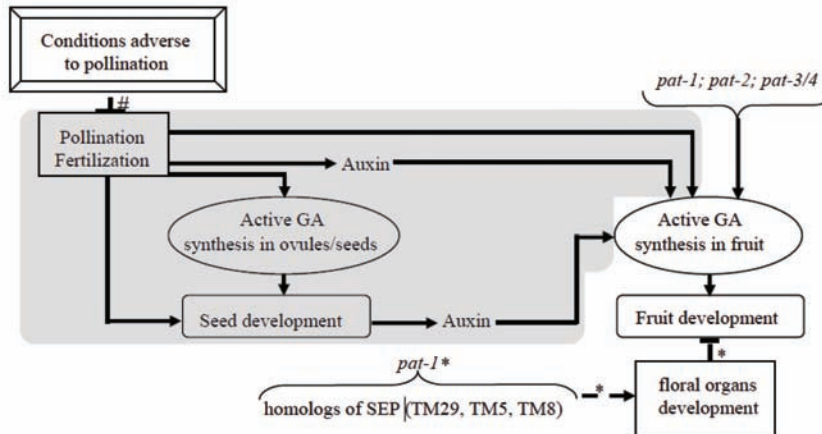 Conditions adverse
to pollination
#
pat-1; pat-2; pat-3/4
Pollination
Fertilization
Auxin
Active GA
synthesis in ovules/seeds
Active GA
synthesis in fruit
Seed development
Auxin
Fruit development
*
pat-1*
homologs of SEP (TM29, TM5, TM8)
*
floral organs
development